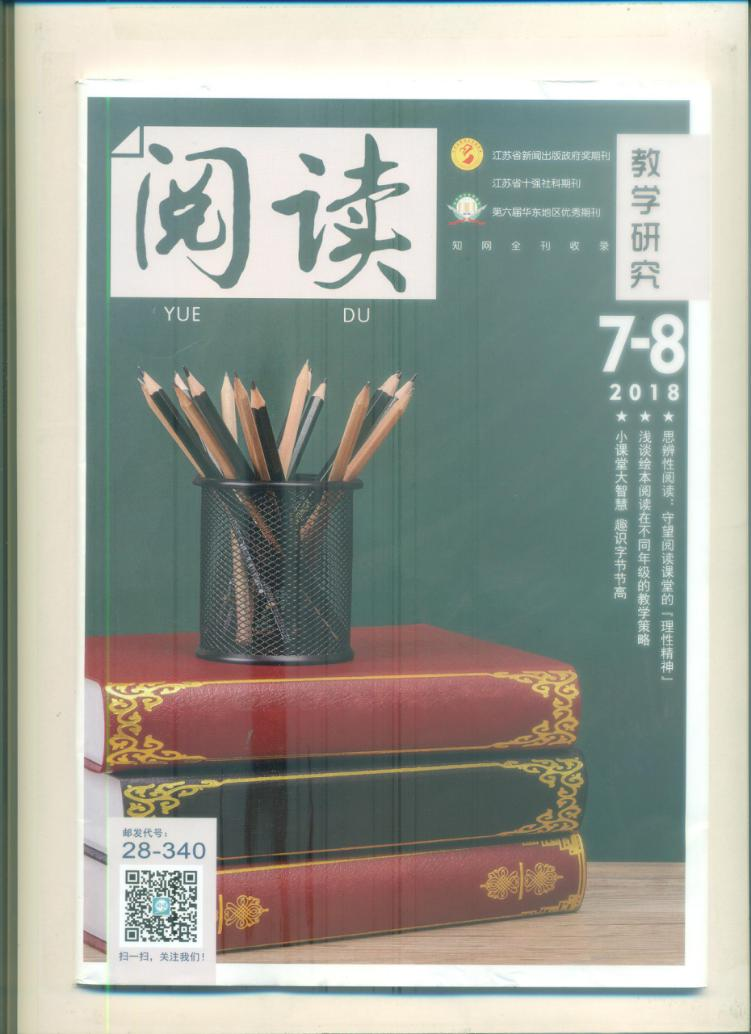 阅读
YUE DU
江苏省新闻出版政府奖期刊
江苏省十强社科期刊
第六届华东地区优秀期刊
知网全刊收录
教学研究
7-8
2018
★思辨性阅读：守望阅读课堂的『理性精神』
★浅谈绘本阅读在不同年级的教学策略
★小课堂大智慧 趣识字节节高
邮发代号：
28-340
扫一扫，关注我们！